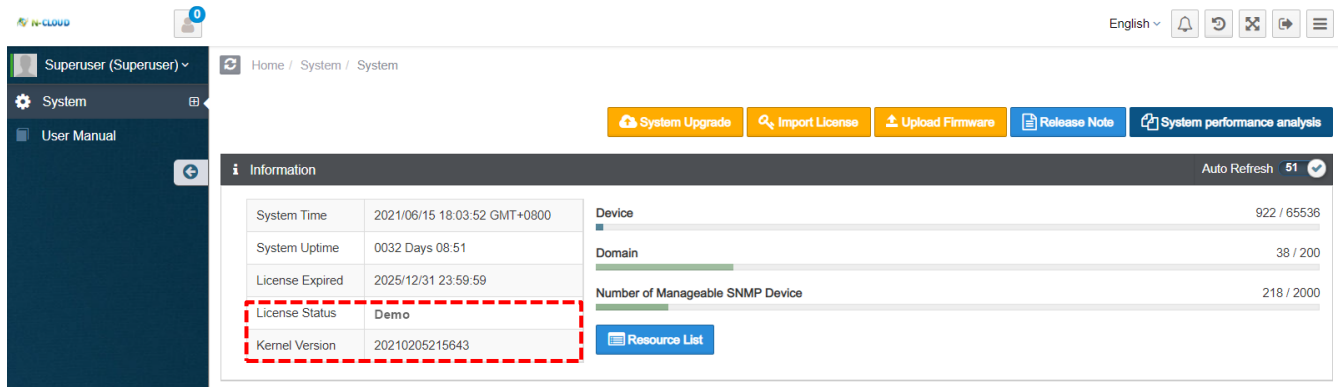 N-CLOUD
0
English
Superuser (Superuser)
Home / System / System
System
User Manual
System Upgrade
Import License
Upload Firmware
Release Note
System performance analysis
i Information
Auto Refresh 51
System Time 2021/06/15 18:03:52 GMT+0800
Device 922 / 65536
System Uptime 0032 Days 08:51
Domain 38 / 200
License Expired 2025/12/31 23:59:59
Number of Manageable SNMP Device 218 / 2000
License Status Demo
Kernel Version 20210205215643
Resource List